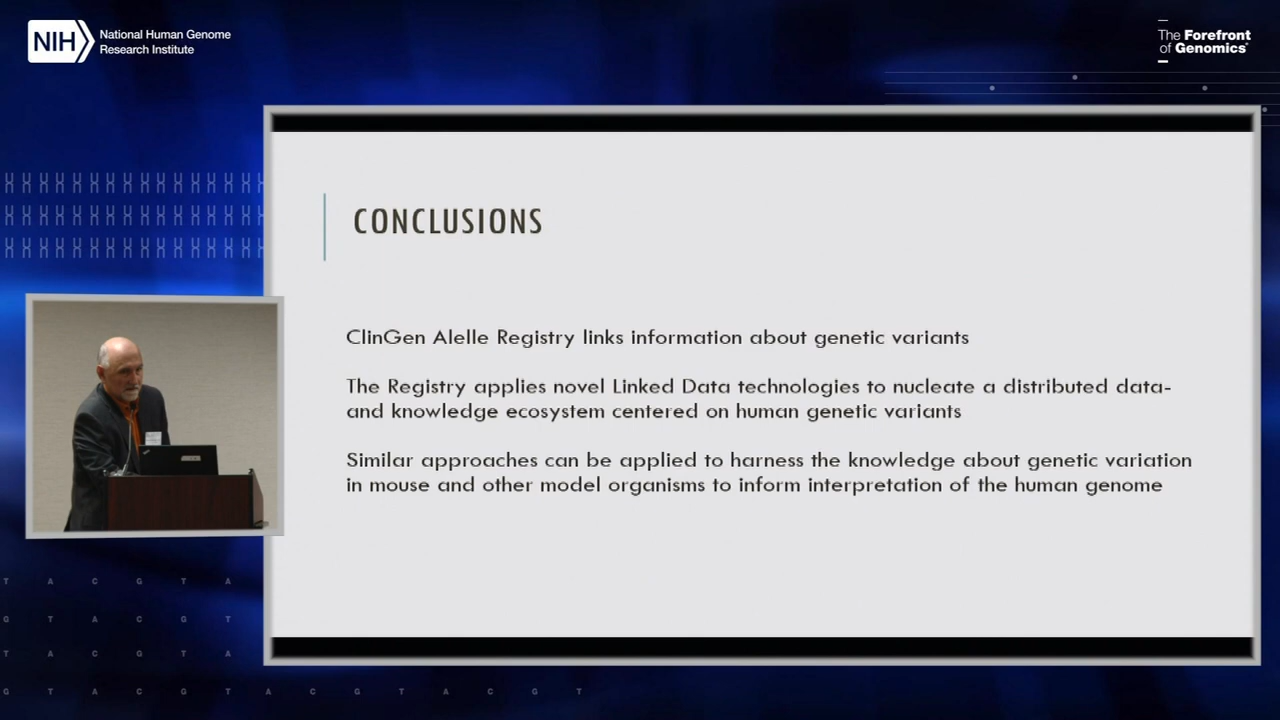 NIH
National Human Genome
Research Institute
The Forefront
of Genomics
CONCLUSIONS
ClinGen Alelle Registry links information about genetic variants
The Registry applies novel Linked Data technologies to nucleate a distributed data-
and knowledge ecosystem centered on human genetic variants
Similar approaches can be applied to harness the knowledge about genetic variation
in mouse and other model organisms to inform interpretation of the human genome
T A C G T A
G T A C G T
T A C G T A
G T A C G T A C G T A C G T